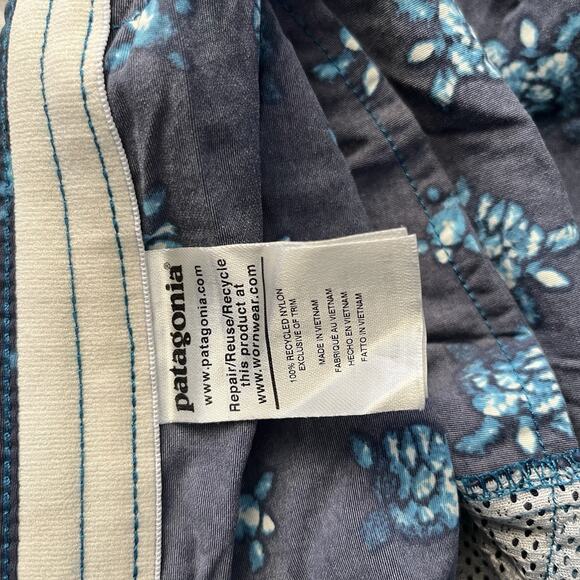 patagonia®
www.patagonia.com
Repair/Reuse/Recycle
this product at
www.wornwear.com
100% RECYCLED NYLON
EXCLUSIVE OF TRIM
MADE IN VIETNAM
FABRIQUÉ AU VIETNAM
HECHO EN VIETNAM
FATTO IN VIETNAM